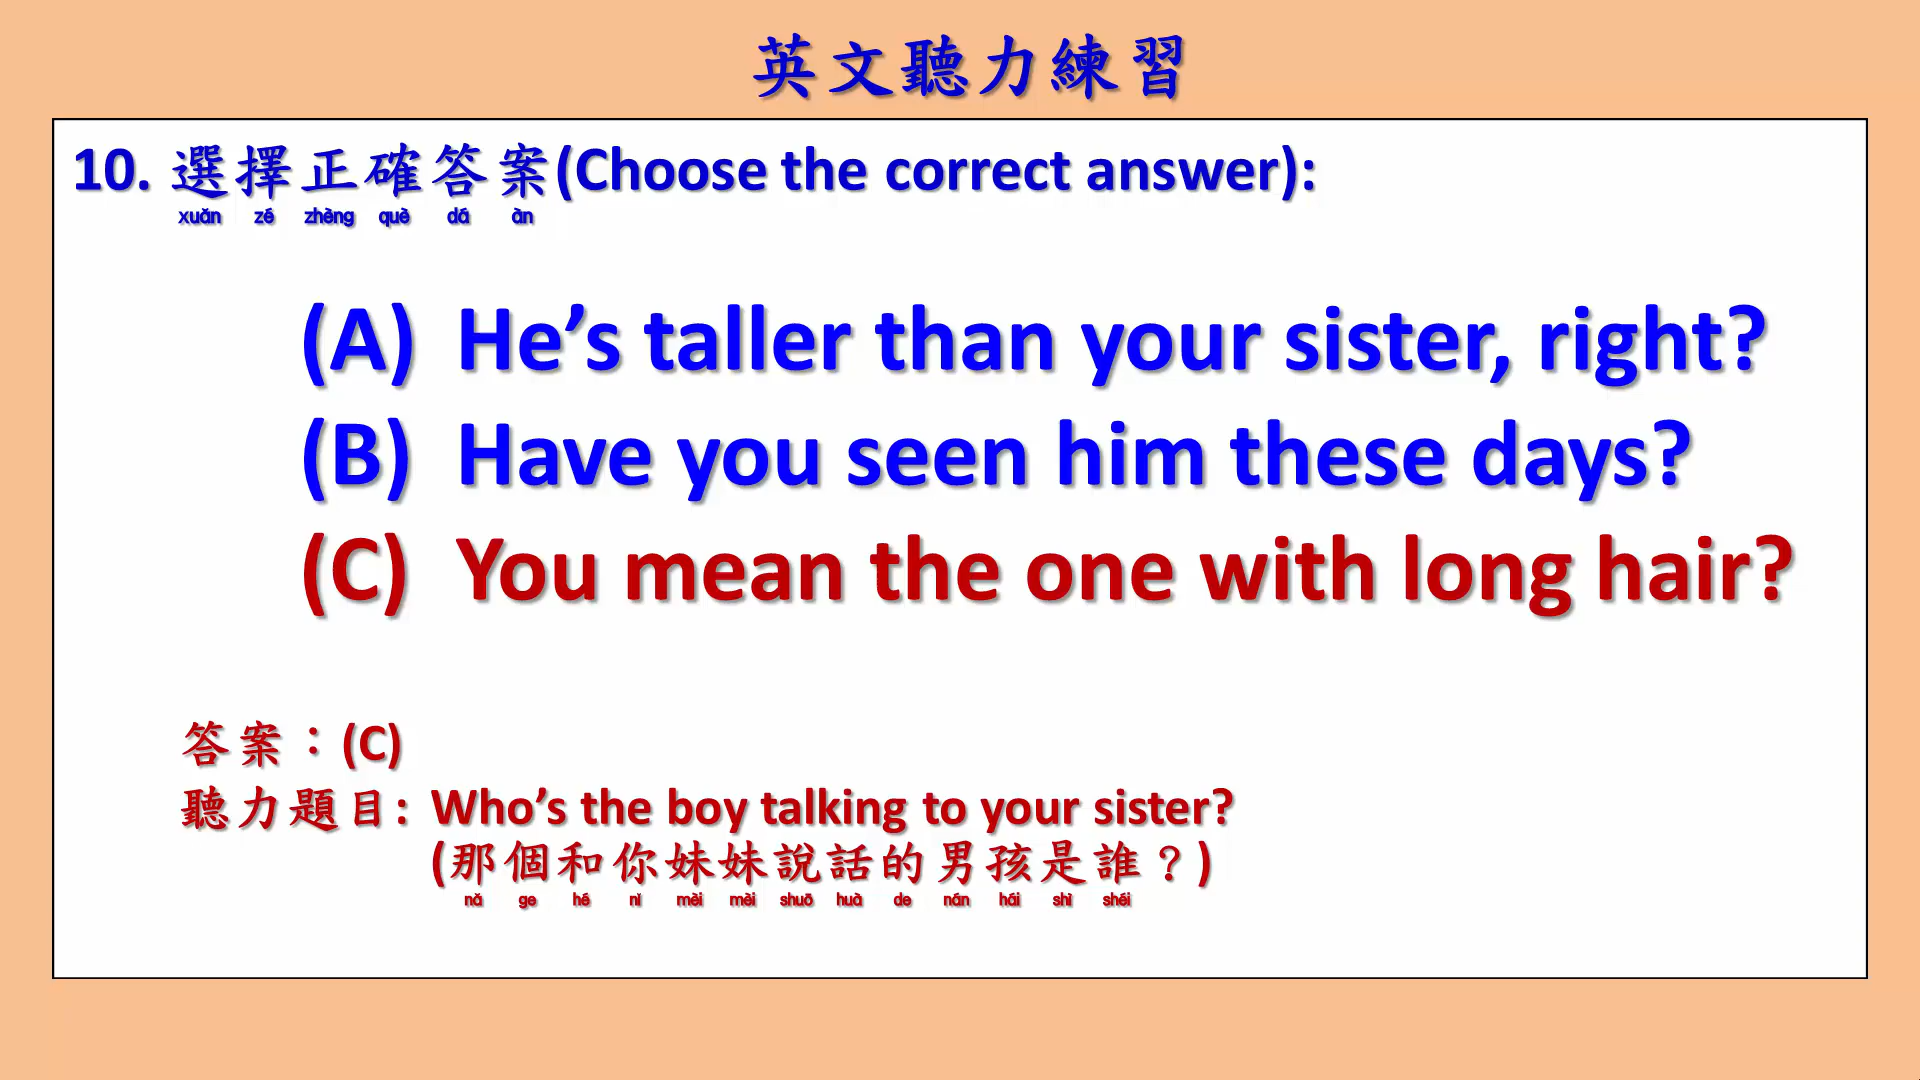 英文聽力練習
10. 選擇正確答案(Choose the correct answer):
xuǎn zé zhèng què dá àn
(A) He’s taller than your sister, right?
(B) Have you seen him these days?
(C) You mean the one with long hair?
答案：(C)
聽力題目: Who’s the boy talking to your sister?
(那個和你妹妹說話的男孩是誰？)
nǎ ge hé nǐ mèi mèi shuō huà de nán hái shì shéi